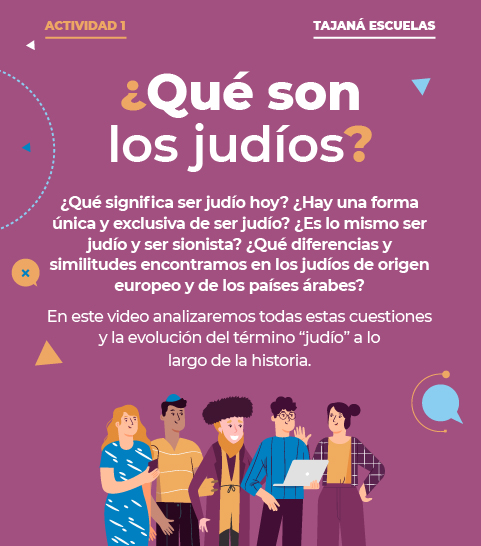 ACTIVIDAD 1
TAJANÁ ESCUELAS
¿Qué son
los judíos?
¿Qué significa ser judío hoy? ¿Hay una forma
única y exclusiva de ser judío? ¿Es lo mismo ser
judío y ser sionista? ¿Qué diferencias y
similitudes encontramos en los judíos de origen
europeo y de los países árabes?
En este video analizaremos todas estas cuestiones
y la evolución del término “judío” a lo
largo de la historia.